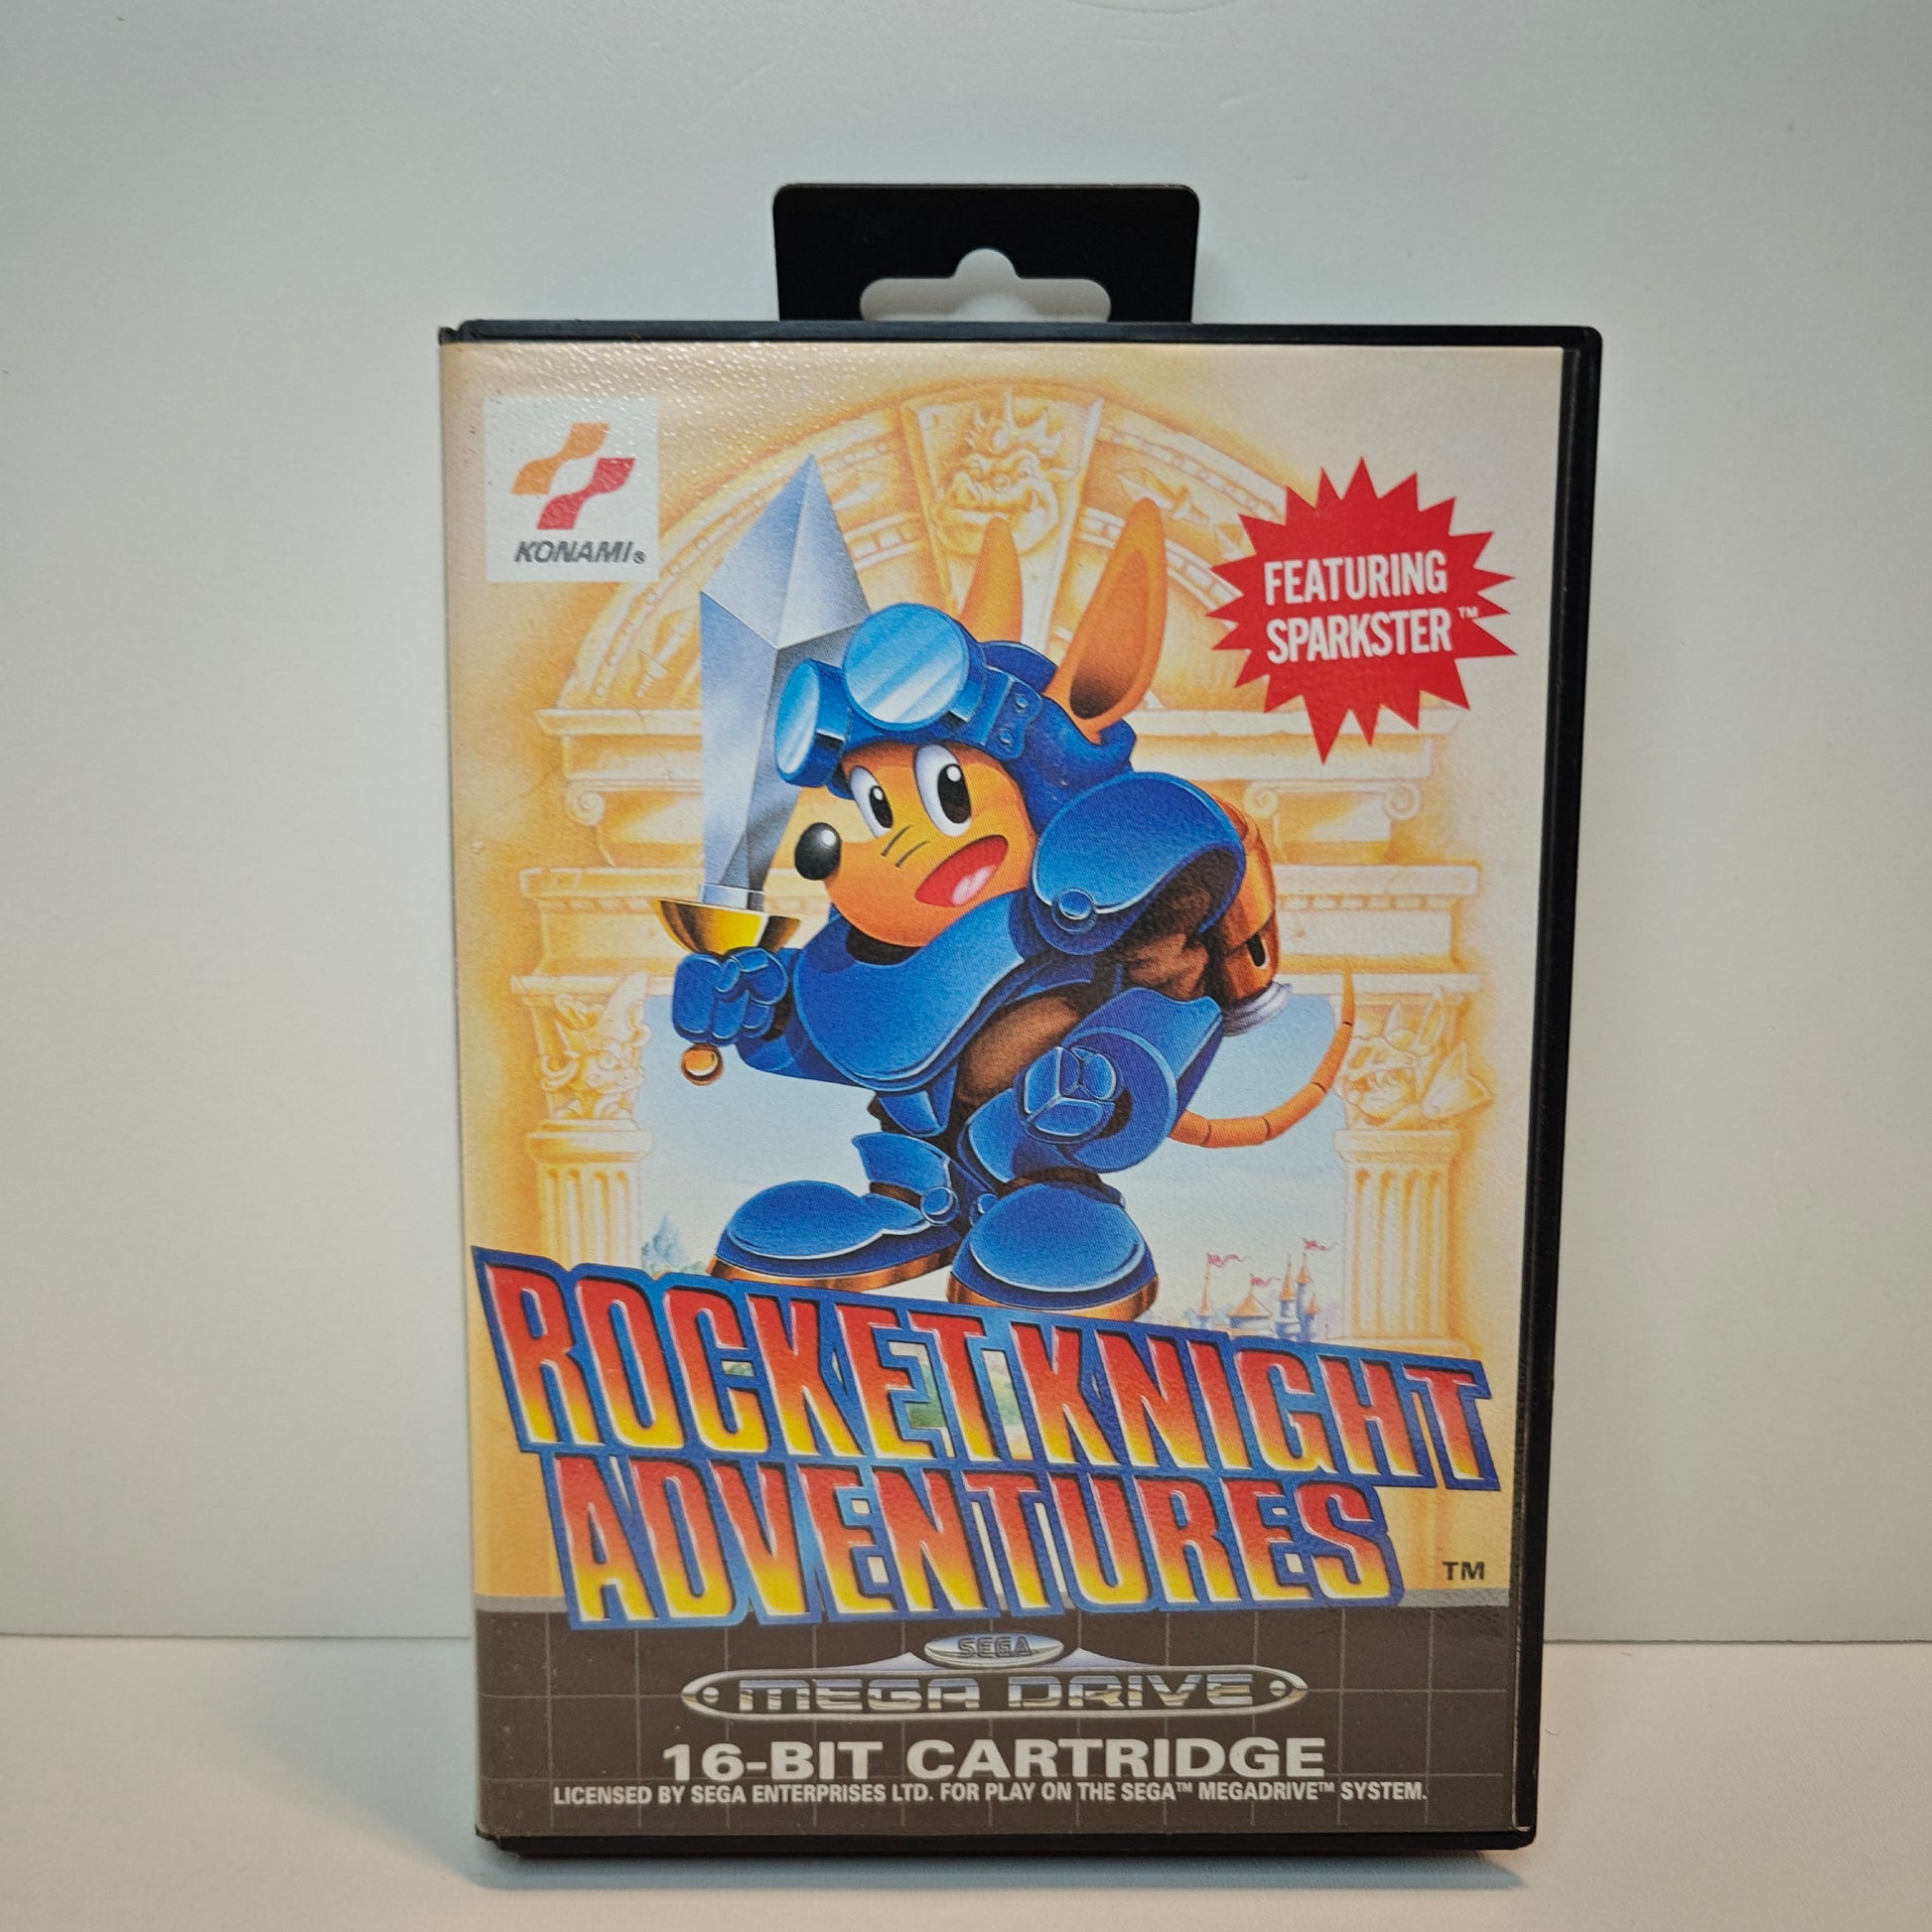 KONAMI®
FEATURING
SPARKSTER™
ROCKET KNIGHT
ADVENTURES
TM
SEGA
MEGA DRIVE
16-BIT CARTRIDGE
LICENSED BY SEGA ENTERPRISES LTD. FOR PLAY ON THE SEGA™ MEGADRIVE™ SYSTEM.